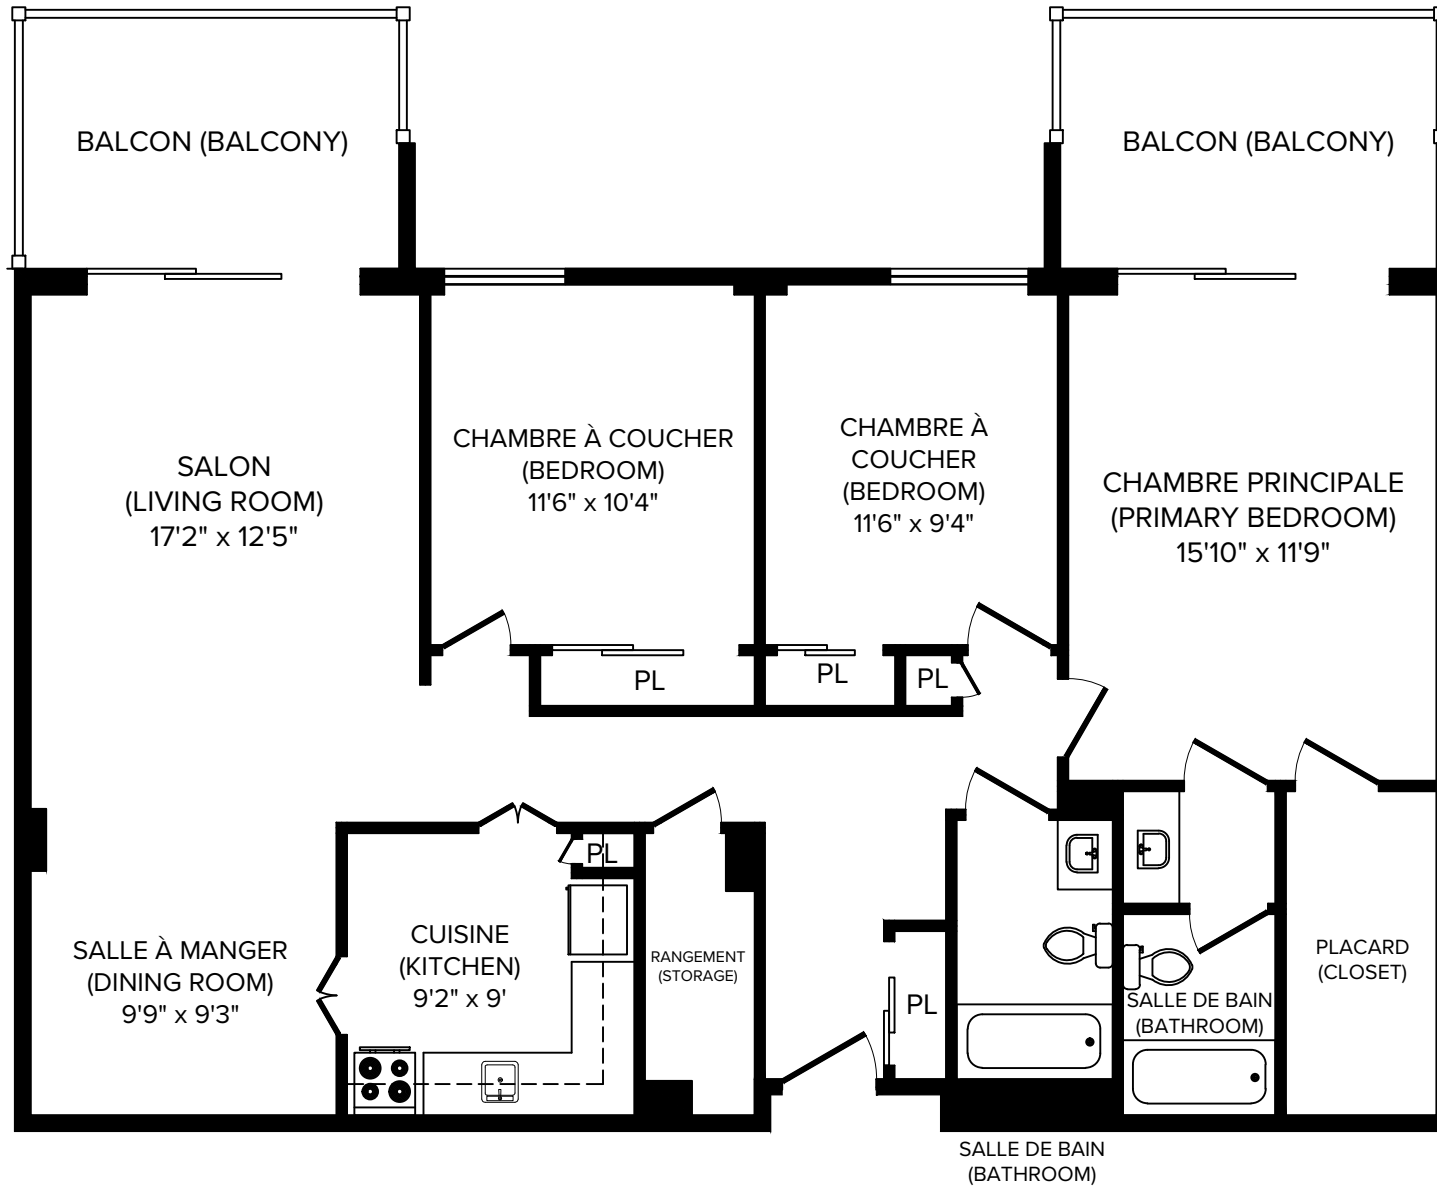 BALCON (BALCONY)
BALCON (BALCONY)
SALON
(LIVING ROOM)
17'2" x 12'5"
CHAMBRE À COUCHER
(BEDROOM)
11'6" x 10'4"
CHAMBRE À
COUCHER
(BEDROOM)
11'6" x 9'4"
CHAMBRE PRINCIPALE
(PRIMARY BEDROOM)
15'10" x 11'9"
PL
PL
PL
PL
SALLE À MANGER
(DINING ROOM)
9'9" x 9'3"
CUISINE
(KITCHEN)
9'2" x 9'
RANGEMENT
(STORAGE)
PL
SALLE DE BAIN
(BATHROOM)
PLACARD
(CLOSET)
SALLE DE BAIN
(BATHROOM)